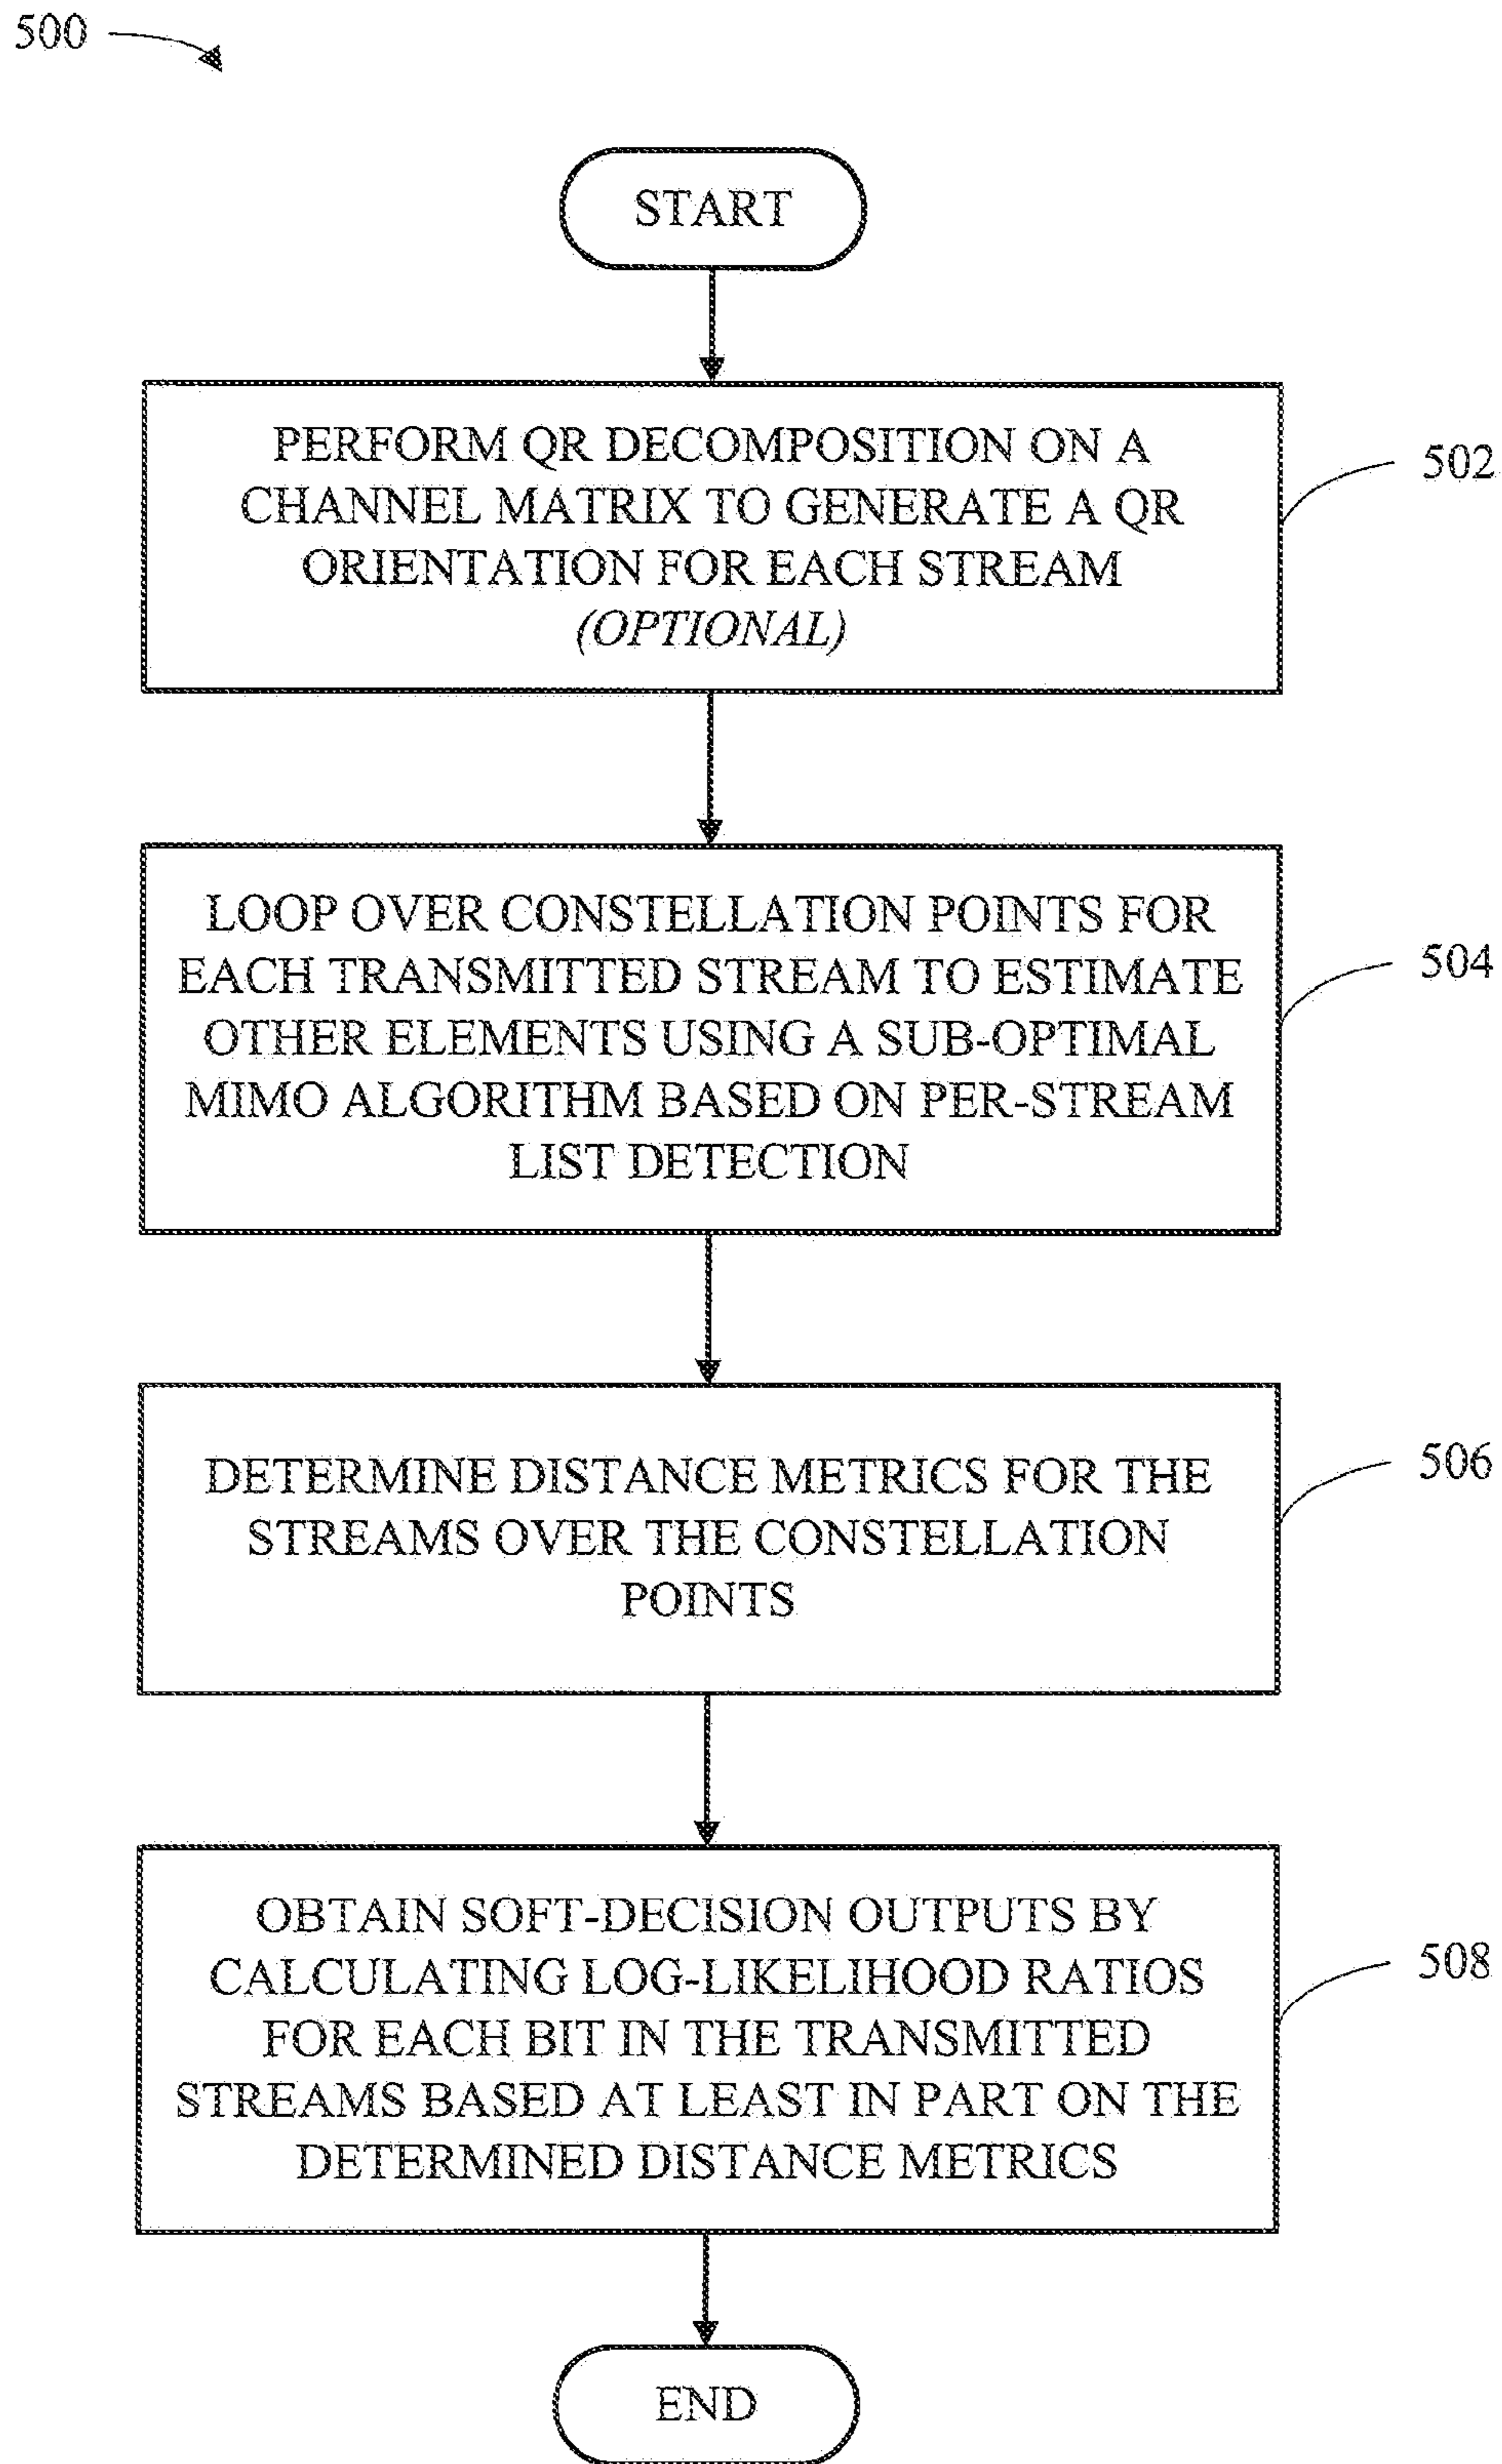 500
START
PERFORM QR DECOMPOSITION ON A
CHANNEL MATRIX TO GENERATE A QR
ORIENTATION FOR EACH STREAM
(OPTIONAL)
502
LOOP OVER CONSTELLATION POINTS FOR
EACH TRANSMITTED STREAM TO ESTIMATE
OTHER ELEMENTS USING A SUB-OPTIMAL
MIMO ALGORITHM BASED ON PER-STREAM
LIST DETECTION
504
DETERMINE DISTANCE METRICS FOR THE
STREAMS OVER THE CONSTELLATION
POINTS
506
OBTAIN SOFT-DECISION OUTPUTS BY
CALCULATING LOG-LIKELIHOOD RATIOS
FOR EACH BIT IN THE TRANSMITTED
STREAMS BASED AT LEAST IN PART ON THE
DETERMINED DISTANCE METRICS
508
END